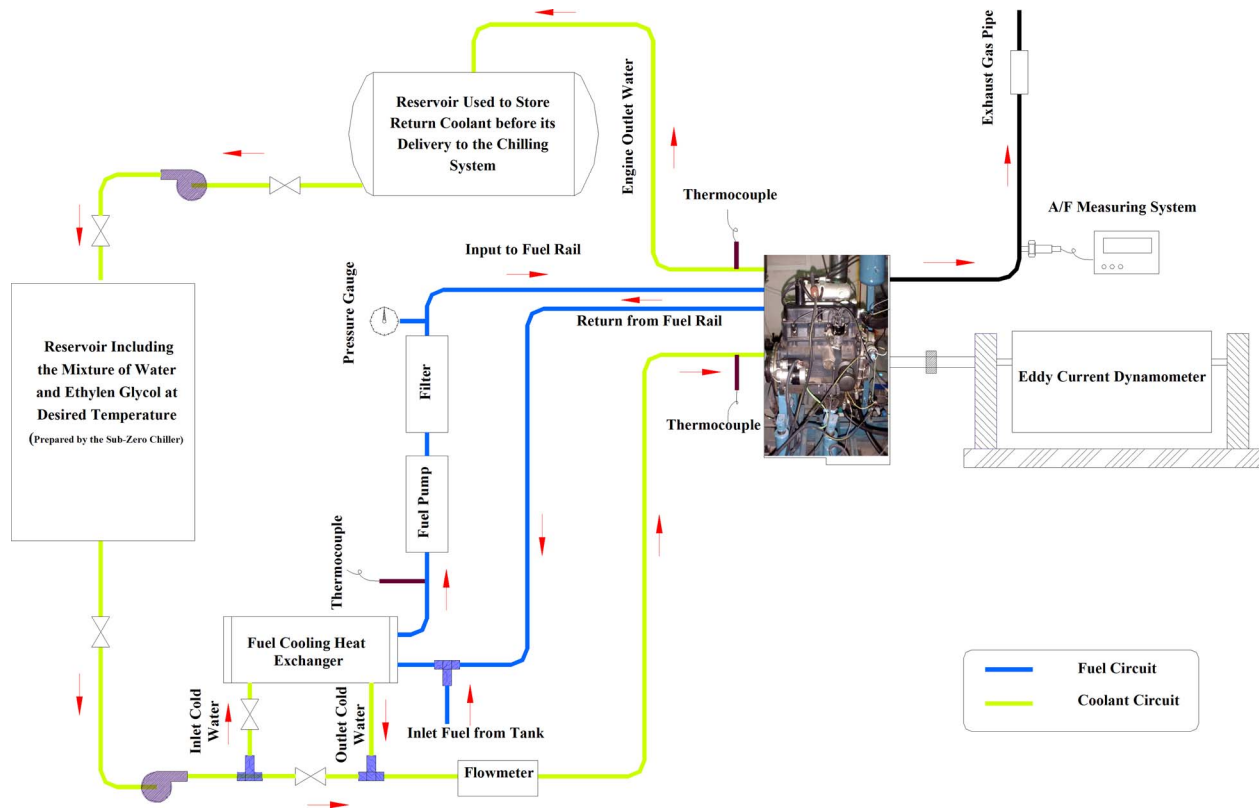 Reservoir Used to Store
Return Coolant before its
Delivery to the Chilling
System
Engine Outlet Water
Exhaust Gas Pipe
Thermocouple
A/F Measuring System
Input to Fuel Rail
Pressure Gauge
Return from Fuel Rail
Reservoir Including
the Mixture of Water
and Ethylen Glycol at
Desired Temperature
(Prepared by the Sub-Zero Chiller)
Filter
Eddy Current Dynamometer
Thermocouple
Fuel Pump
Thermocouple
Fuel Cooling Heat
Exchanger
Inlet Cold
Water
Outlet Cold
Water
Inlet Fuel from Tank
Flowmeter
Fuel Circuit
Coolant Circuit